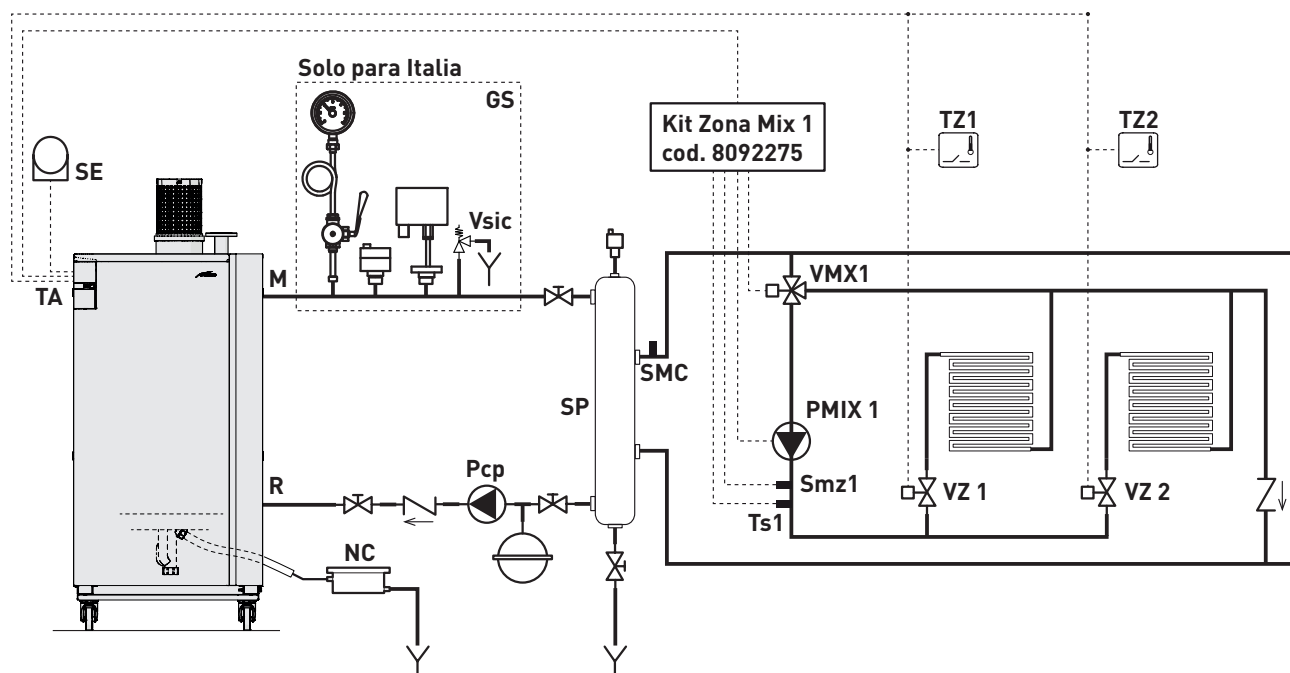 Solo para Italia
GS
Kit Zona Mix 1
cod. 8092275
TZ1
TZ2
SE
Vsic
M
TA
VMX1
SMC
SP
PMIX 1
Pcp
R
Smz1
VZ 1
VZ 2
Ts1
NC